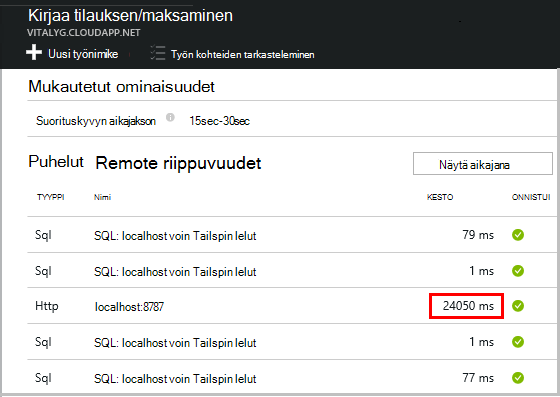 Kirjaa tilauksen/maksaminen
VITALYG.CLOUDAPP.NET
Uusi työnimike Työn kohteiden tarkasteleminen
Mukautetut ominaisuudet
Suorituskyvyn aikajakson 15sec-30sec
Puhelut Remote riippuvuudet Näytä aikajana
TYYPPI Nimi KESTO ONNISTUI
Sql SQL: localhost voin Tailspin lelut 79 ms
Sql SQL: localhost voin Tailspin lelut 1 ms
Http localhost:8787 24050 ms
Sql SQL: localhost voin Tailspin lelut 1 ms
Sql SQL: localhost voin Tailspin lelut 77 ms